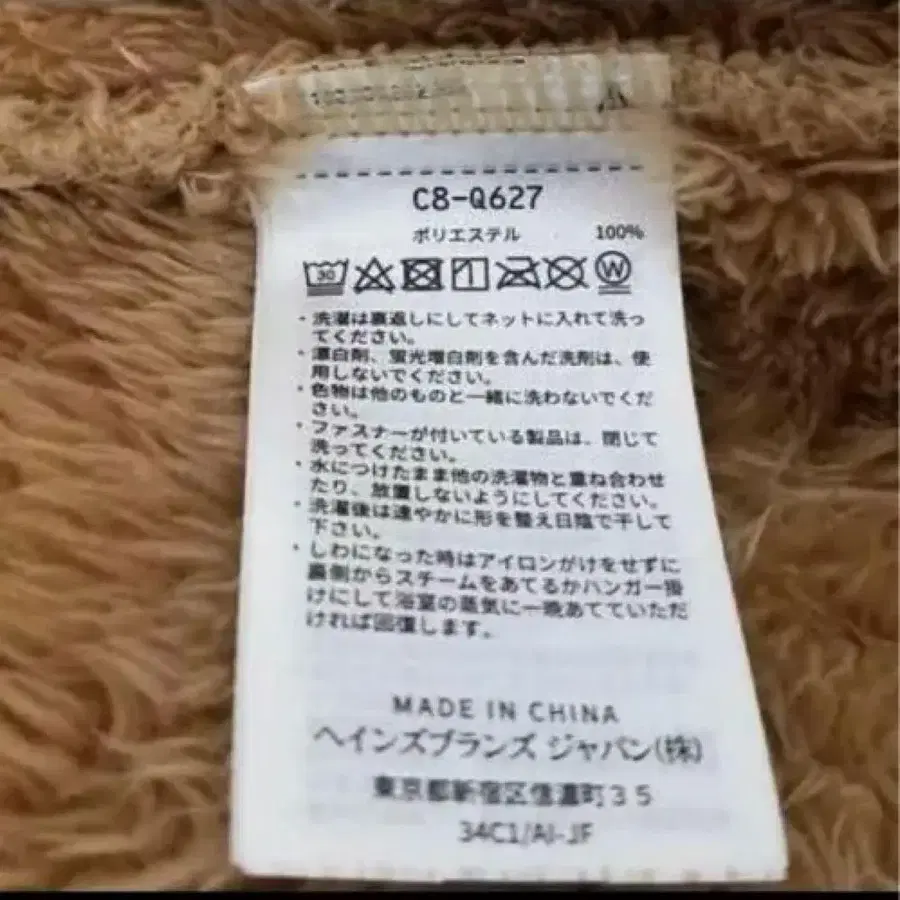 C8-Q627
ポリエステル 100%
30
W
・洗濯は裏返しにしてネットに入れて洗っ
てください。
・漂白剤、蛍光増白剤を含んだ洗剤は、使
用しないでください。
・色物は他のものと一緒に洗わないでくだ
さい。
・ファスナーが付いている製品は、閉じて
洗ってください。
・水につけたまま他の洗濯物と重ね合わせ
たり、放置しないようにしてください。
・洗濯後は速やかに形を整え日陰で干して
下さい。
・しわになった時はアイロンがけをせずに
裏側からスチームをあてるかハンガー掛
けにして浴室の蒸気に一晩あてていただ
ければ回復します。
MADE IN CHINA
ヘインズブランズ ジャパン(株)
東京都新宿区信濃町35
34C1/AI-JF